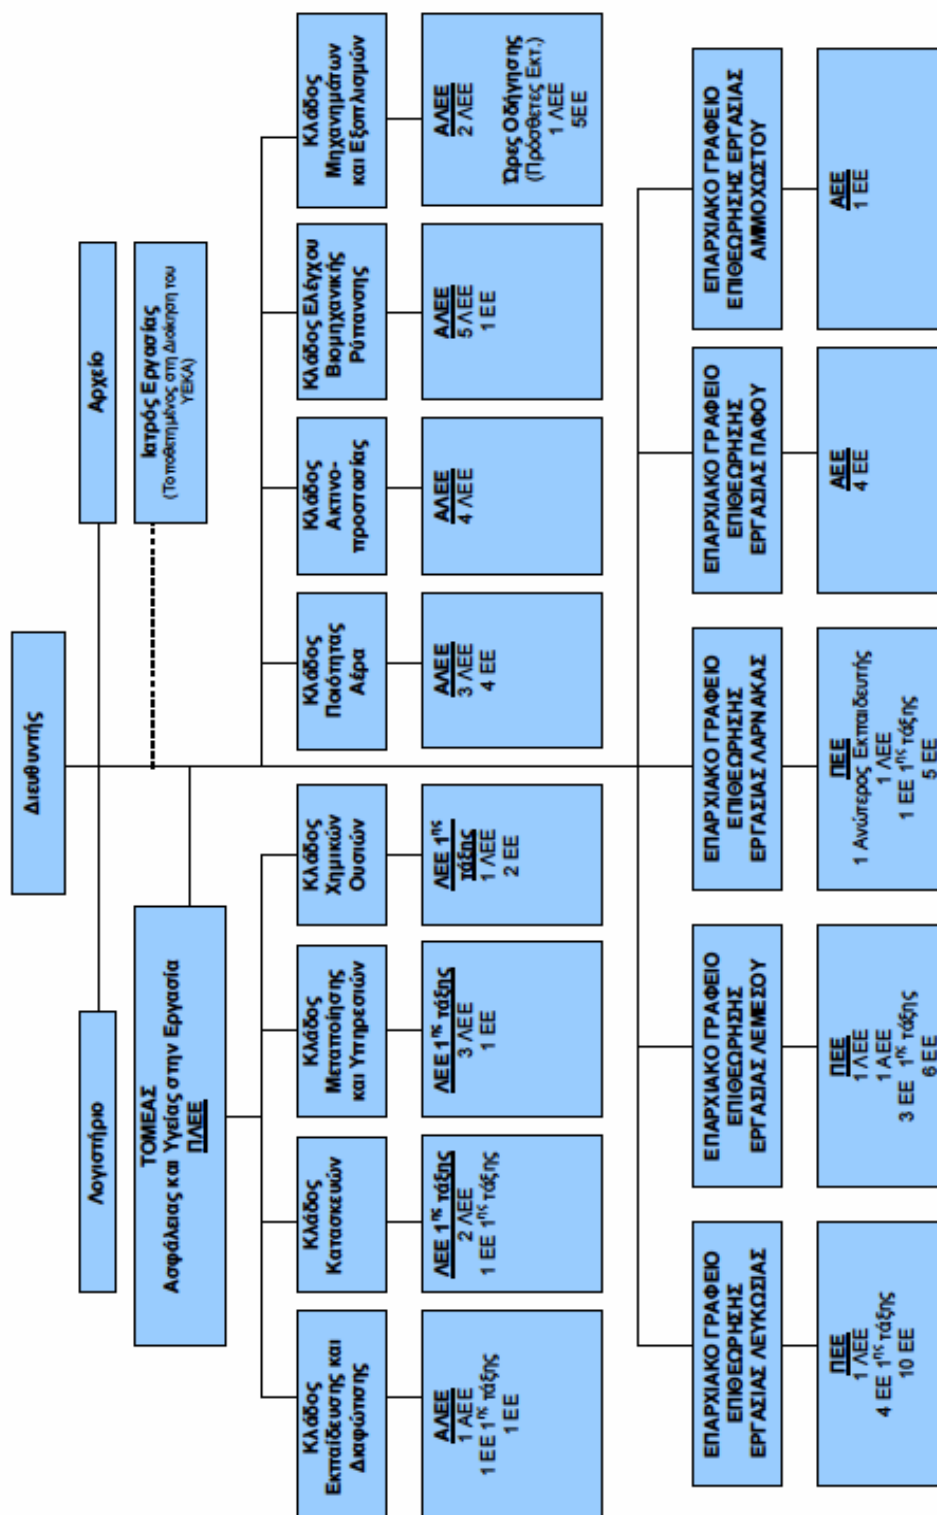 Διευθυντής
Λογιστήριο
Αρχείο
ΤΟΜΕΑΣ
Ασφάλειας και Υγείας στην Εργασία
ΠΛΕΕ
Ιατρός Εργασίας
(Τοποθετημένος στη Διοίκηση του
ΥΕΚΑ)
Κλάδος
Εκπαίδευσης και
Διαφώτισης
Κλάδος
Κατασκευών
Κλάδος
Μεταποίησης
και Υπηρεσιών
Κλάδος
Χημικών
Ουσιών
Κλάδος
Ποιότητας
Αέρα
Κλάδος
Ακτινο-
προστασίας
Κλάδος Ελέγχου
Βιομηχανικής
Ρύπανσης
Κλάδος
Μηχανημάτων
και Εξοπλισμών
ΑΛΕΕ
1 ΑΕΕ
1 ΕΕ 1ης τάξης
1 ΕΕ
ΛΕΕ 1ης τάξης
2 ΛΕΕ
1 ΕΕ 1ης τάξης
ΛΕΕ 1ης τάξης
3 ΛΕΕ
1 ΕΕ
ΛΕΕ 1ης
τάξης
1 ΛΕΕ
2 ΕΕ
ΑΛΕΕ
3 ΛΕΕ
4 ΕΕ
ΑΛΕΕ
4 ΛΕΕ
ΑΛΕΕ
5 ΛΕΕ
1 ΕΕ
ΑΛΕΕ
2 ΛΕΕ
Ώρες Οδήγησης
(Πρόσθετες Εκτ.)
1 ΛΕΕ
5ΕΕ
ΕΠΑΡΧΙΑΚΟ ΓΡΑΦΕΙΟ
ΕΠΙΘΕΩΡΗΣΗΣ
ΕΡΓΑΣΙΑΣ ΛΕΥΚΩΣΙΑΣ
ΕΠΑΡΧΙΑΚΟ ΓΡΑΦΕΙΟ
ΕΠΙΘΕΩΡΗΣΗΣ
ΕΡΓΑΣΙΑΣ ΛΕΜΕΣΟΥ
ΕΠΑΡΧΙΑΚΟ ΓΡΑΦΕΙΟ
ΕΠΙΘΕΩΡΗΣΗΣ
ΕΡΓΑΣΙΑΣ ΛΑΡΝΑΚΑΣ
ΕΠΑΡΧΙΑΚΟ ΓΡΑΦΕΙΟ
ΕΠΙΘΕΩΡΗΣΗΣ
ΕΡΓΑΣΙΑΣ ΠΑΦΟΥ
ΕΠΑΡΧΙΑΚΟ ΓΡΑΦΕΙΟ
ΕΠΙΘΕΩΡΗΣΗΣ ΕΡΓΑΣΙΑΣ
ΑΜΜΟΧΩΣΤΟΥ
ΠΕΕ
1 ΛΕΕ
4 ΕΕ 1ης τάξης
10 ΕΕ
ΠΕΕ
1 ΛΕΕ
1 ΑΕΕ
3 ΕΕ 1ης τάξης
6 ΕΕ
ΠΕΕ
1 Ανώτερος Εκπαιδευτής
1 ΛΕΕ
1 ΕΕ 1ης τάξης
5 ΕΕ
ΑΕΕ
4 ΕΕ
ΑΕΕ
1 ΕΕ